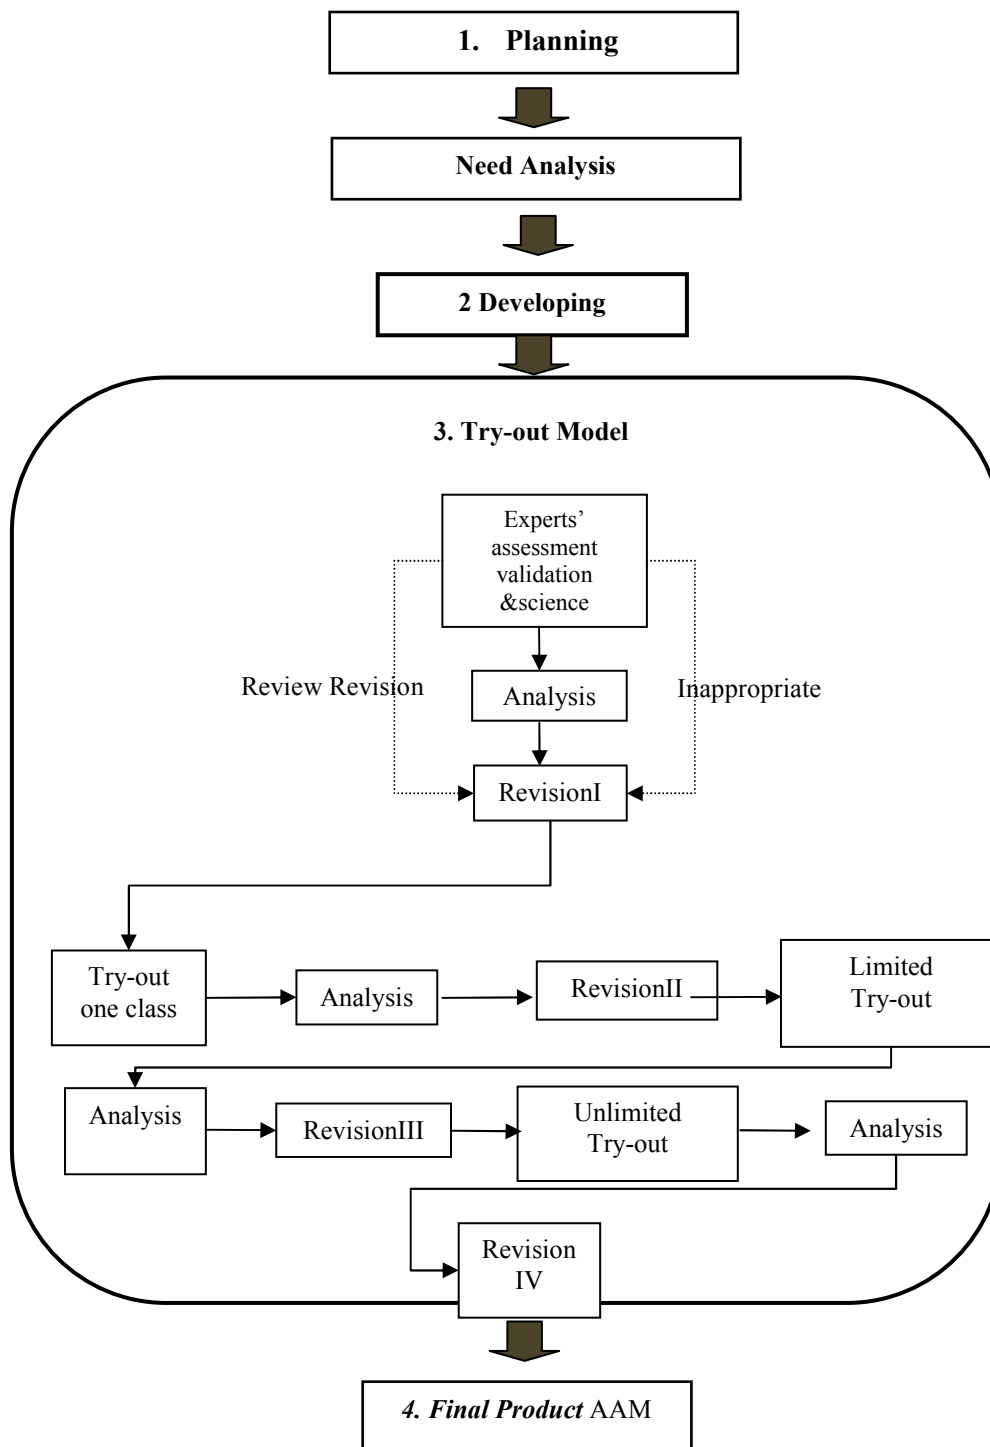 1. Planning
Need Analysis
2 Developing
3. Try-out Model
Experts’
assessment
validation
&science
Review Revision
Analysis
Inappropriate
RevisionI
Try-out
one class
Analysis
RevisionII
Limited
Try-out
Analysis
RevisionIII
Unlimited
Try-out
Analysis
Revision
IV
4. Final Product AAM